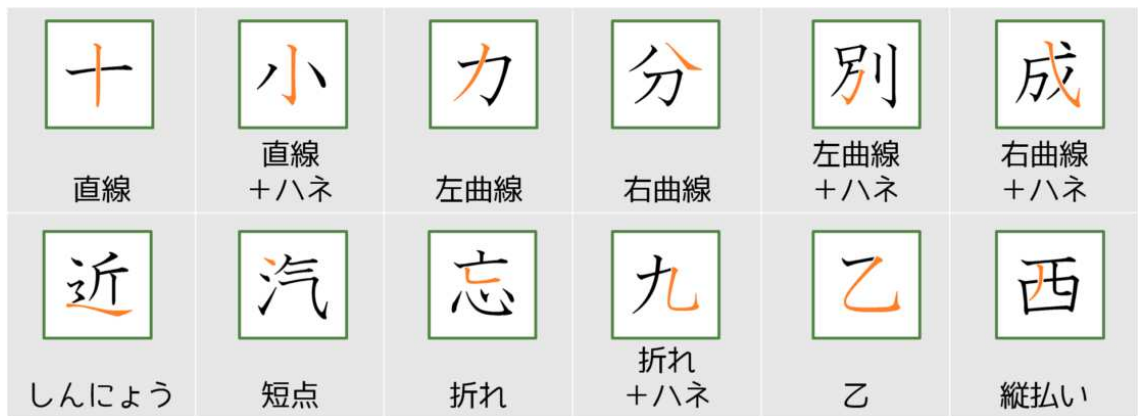 十 小 力 分 別 成
直線 直線 左曲線 右曲線 左曲線 右曲線
+ハネ +ハネ +ハネ
近 汽 忘 九 乙 西
しんにょう 短点 折れ 折れ 乙 縦払い
+ハネ